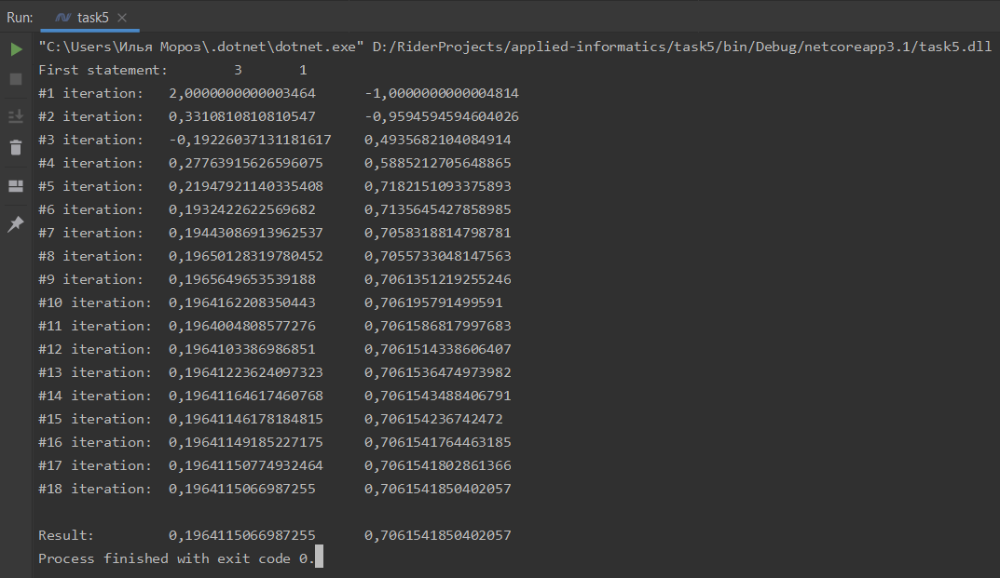 Run: task5
"C:\Users\Илья Мороз\.dotnet\dotnet.exe" D:/RiderProjects/applied-informatics/task5/bin/Debug/netcoreapp3.1/task5.dll
First statement: 3 1
#1 iteration: 2,0000000000003464 -1,0000000000004814
#2 iteration: 0,3310810810810547 -0,9594594594604026
#3 iteration: -0,19226037131181617 0,4935682104084914
#4 iteration: 0,27763915626596075 0,5885212705648865
#5 iteration: 0,21947921140335408 0,7182151093375893
#6 iteration: 0,1932422622569682 0,7135645427858985
#7 iteration: 0,19443086913962537 0,7058318814798781
#8 iteration: 0,19650128319780452 0,7055733048147563
#9 iteration: 0,1965649653539188 0,7061351219255246
#10 iteration: 0,1964162208350443 0,706195791499591
#11 iteration: 0,1964004808577276 0,7061586817997683
#12 iteration: 0,1964103386986851 0,7061514338606407
#13 iteration: 0,19641223624097323 0,7061536474973982
#14 iteration: 0,19641164617460768 0,7061543488406791
#15 iteration: 0,19641146178184815 0,706154236742472
#16 iteration: 0,19641149185227175 0,7061541764463185
#17 iteration: 0,19641150774932464 0,7061541802861366
#18 iteration: 0,1964115066987255 0,7061541850402057
Result: 0,1964115066987255 0,7061541850402057
Process finished with exit code 0.